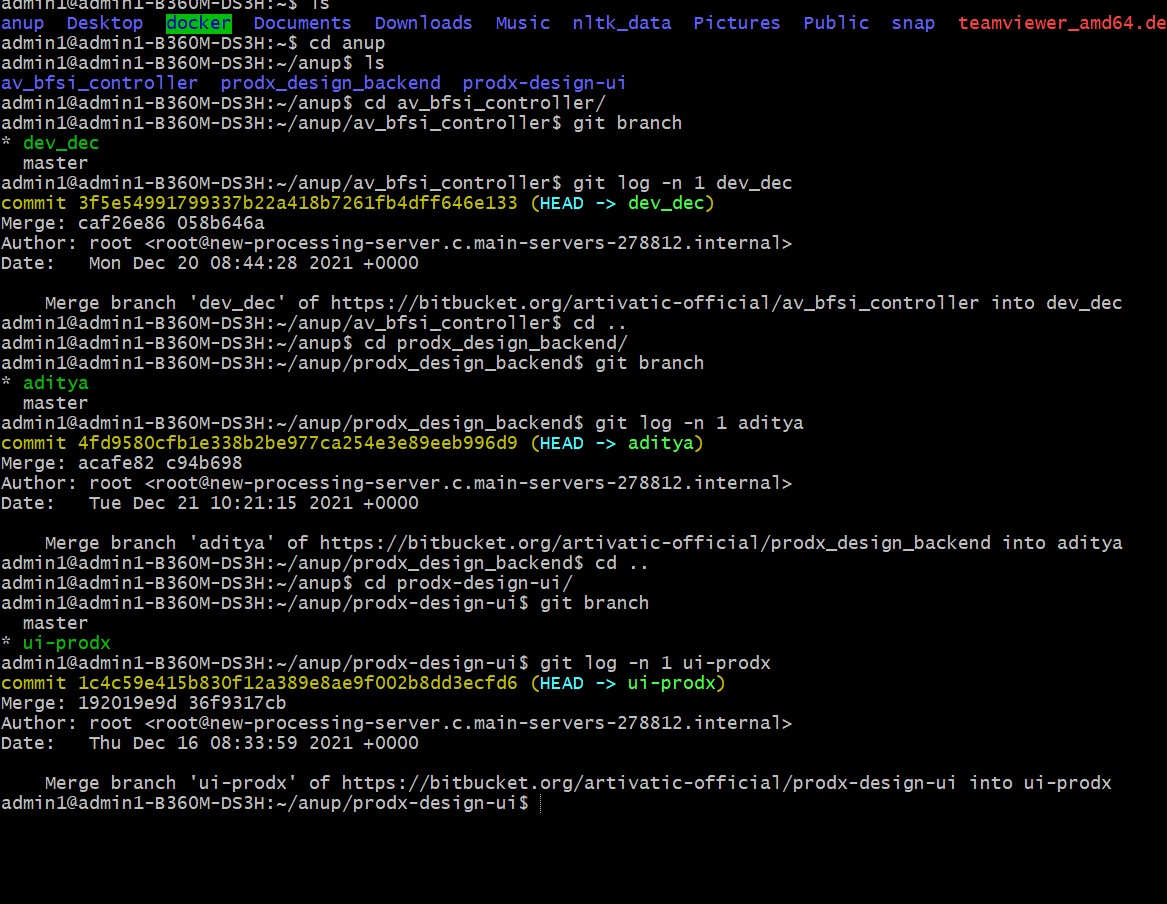 admin1@admin1-B360M-DS3H:~$ ls
anup  Desktop  docker  Documents  Downloads  Music  nltk_data  Pictures  Public  snap  teamviewer_amd64.de
admin1@admin1-B360M-DS3H:~$ cd anup
admin1@admin1-B360M-DS3H:~/anup$ ls
av_bfsi_controller  prodx_design_backend  prodx-design-ui
admin1@admin1-B360M-DS3H:~/anup$ cd av_bfsi_controller/
admin1@admin1-B360M-DS3H:~/anup/av_bfsi_controller$ git branch
* dev_dec
  master
admin1@admin1-B360M-DS3H:~/anup/av_bfsi_controller$ git log -n 1 dev_dec
commit 3f5e54991799337b22a418b7261fb4dff646e133 (HEAD -> dev_dec)
Merge: caf26e86 058b646a
Author: root <root@new-processing-server.c.main-servers-278812.internal>
Date:   Mon Dec 20 08:44:28 2021 +0000

    Merge branch 'dev_dec' of https://bitbucket.org/artivatic-official/av_bfsi_controller into dev_dec
admin1@admin1-B360M-DS3H:~/anup/av_bfsi_controller$ cd ..
admin1@admin1-B360M-DS3H:~/anup$ cd prodx_design_backend/
admin1@admin1-B360M-DS3H:~/anup/prodx_design_backend$ git branch
* aditya
  master
admin1@admin1-B360M-DS3H:~/anup/prodx_design_backend$ git log -n 1 aditya
commit 4fd9580cfb1e338b2be977ca254e3e89eeb996d9 (HEAD -> aditya)
Merge: acafe82 c94b698
Author: root <root@new-processing-server.c.main-servers-278812.internal>
Date:   Tue Dec 21 10:21:15 2021 +0000

    Merge branch 'aditya' of https://bitbucket.org/artivatic-official/prodx_design_backend into aditya
admin1@admin1-B360M-DS3H:~/anup/prodx_design_backend$ cd ..
admin1@admin1-B360M-DS3H:~/anup$ cd prodx-design-ui/
admin1@admin1-B360M-DS3H:~/anup/prodx-design-ui$ git branch
  master
* ui-prodx
admin1@admin1-B360M-DS3H:~/anup/prodx-design-ui$ git log -n 1 ui-prodx
commit 1c4c59e415b830f12a389e8ae9f002b8dd3ecfd6 (HEAD -> ui-prodx)
Merge: 192019e9d 36f9317cb
Author: root <root@new-processing-server.c.main-servers-278812.internal>
Date:   Thu Dec 16 08:33:59 2021 +0000

    Merge branch 'ui-prodx' of https://bitbucket.org/artivatic-official/prodx-design-ui into ui-prodx
admin1@admin1-B360M-DS3H:~/anup/prodx-design-ui$